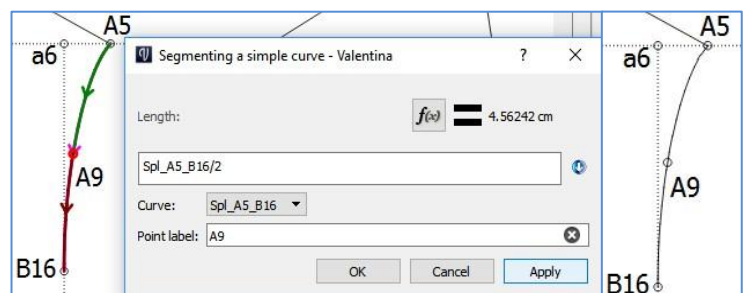 A5
a6
A9
B16
Segmenting a simple curve - Valentina ? ×
Length: f(x) = 4.56242 cm
Spl_A5_B16/2
Curve: Spl_A5_B16
Point label: A9
OK Cancel Apply
A5
a6
A9
B16